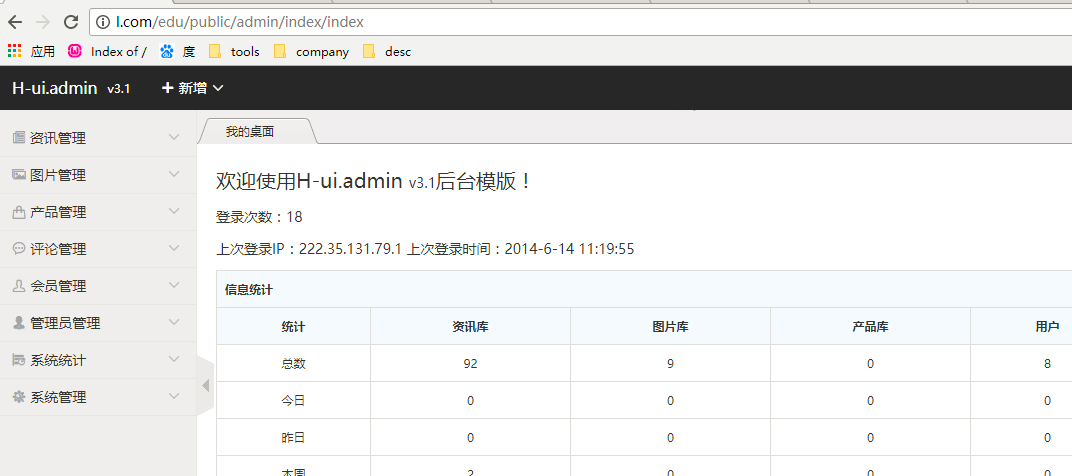 l.com/edu/public/admin/index/index
应用 Index of / 度 tools company desc
H-ui.admin v3.1 新增
资讯管理
图片管理
产品管理
评论管理
会员管理
管理员管理
系统统计
系统管理
我的桌面
欢迎使用H-ui.admin v3.1后台模版！
登录次数：18
上次登录IP：222.35.131.79.1 上次登录时间：2014-6-14 11:19:55
信息统计
统计 资讯库 图片库 产品库 用户
总数 92 9 0 8
今日 0 0 0 0
昨日 0 0 0 0
本周 2 0 0 0